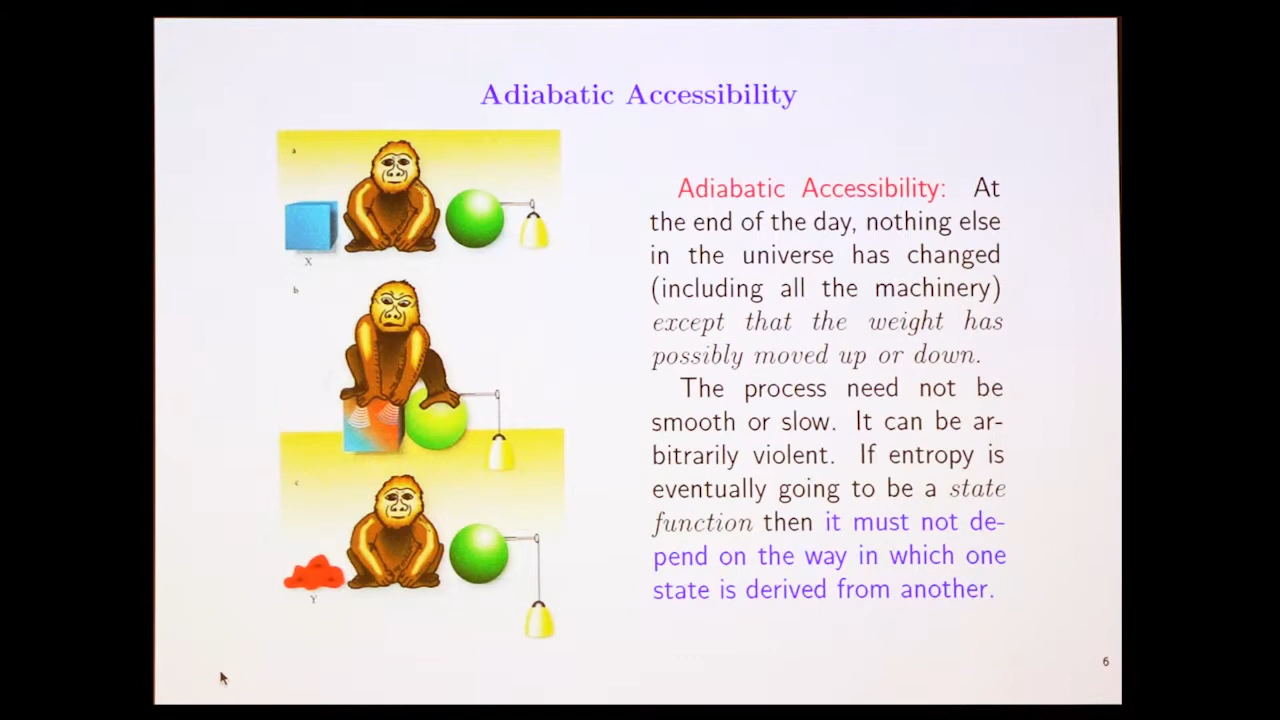 Adiabatic Accessibility
a
X
b
c
Y
Adiabatic Accessibility: At
the end of the day, nothing else
in the universe has changed
(including all the machinery)
except that the weight has
possibly moved up or down.
The process need not be
smooth or slow. It can be ar-
bitrarily violent. If entropy is
eventually going to be a state
function then it must not de-
pend on the way in which one
state is derived from another.
6